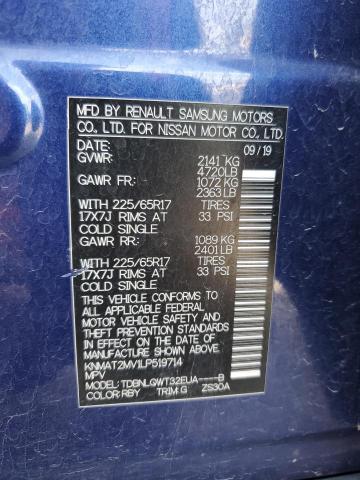 MFD BY RENAULT SAMSUNG MOTORS
CO., LTD. FOR NISSAN MOTOR CO., LTD.
DATE: 09/19
GVWR: 2141 KG
4720LB
GAWR FR: 1072 KG
2363 LB
WITH 225/65R17 TIRES
17X7J RIMS AT 33 PSI
COLD SINGLE
GAWR RR: 1089 KG
2401 LB
WITH 225/65R17 TIRES
17X7J RIMS AT 33 PSI
COLD SINGLE
THIS VEHICLE CONFORMS TO
ALL APPLICABLE FEDERAL
MOTOR VEHICLE SAFETY,
BUMPER, AND THEFT PREVENTION
STANDARDS IN EFFECT ON THE
DATE OF MANUFACTURE SHOWN ABOVE.
KNMAT2MV1LP519714
MPV
MODEL:TDBNLQWT32EUA----B
COLOR:RBY TRIM:G ZS30A